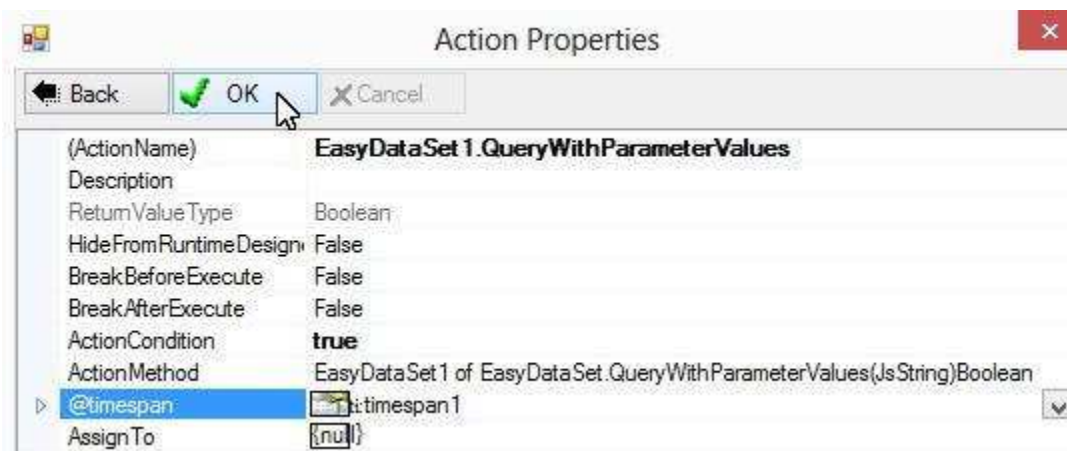 Action Properties
Back OK Cancel
(ActionName) EasyDataSet1.QueryWithParameterValues
Description
ReturnValueType Boolean
HideFromRuntimeDesign False
BreakBeforeExecute False
BreakAfterExecute False
ActionCondition true
ActionMethod EasyDataSet1 of EasyDataSet.QueryWithParameterValues(JsString)Boolean
@timespan :timespan1
AssignTo {null}